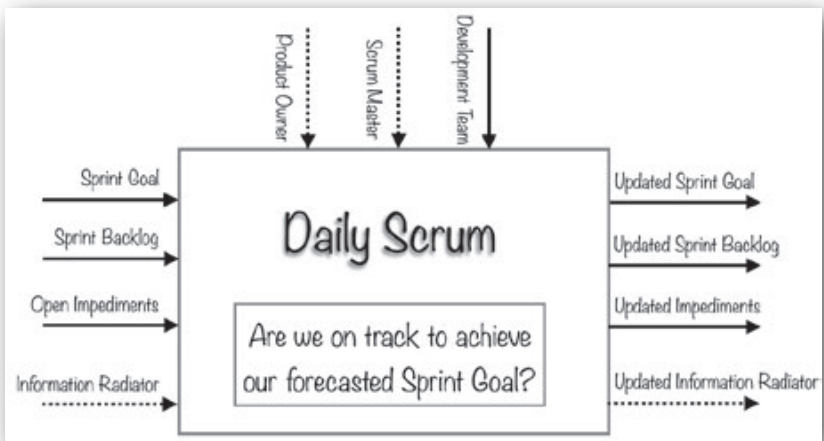 Product Owner
Scrum Master
Development Team
Sprint Goal
Sprint Backlog
Open Impediments
Information Radiator
Daily Scrum
Are we on track to achieve
our forecasted Sprint Goal?
Updated Sprint Goal
Updated Sprint Backlog
Updated Impediments
Updated Information Radiator